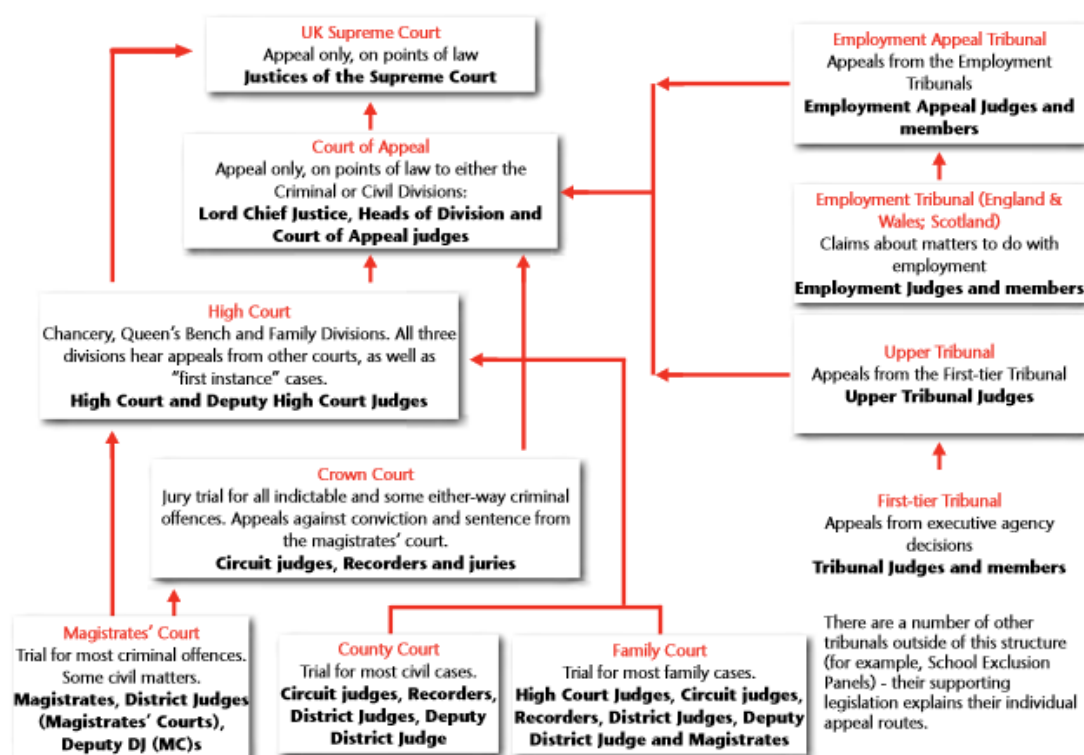 UK Supreme Court
Appeal only, on points of law
Justices of the Supreme Court
Court of Appeal
Appeal only, on points of law to either the
Criminal or Civil Divisions:
Lord Chief Justice, Heads of Division and
Court of Appeal judges
High Court
Chancery, Queen's Bench and Family Divisions. All three
divisions hear appeals from other courts, as well as
“first instance” cases.
High Court and Deputy High Court Judges
Crown Court
Jury trial for all indictable and some either-way criminal
offences. Appeals against conviction and sentence from
the magistrates' court.
Circuit judges, Recorders and juries
Magistrates' Court
Trial for most criminal offences.
Some civil matters.
Magistrates, District Judges
(Magistrates' Courts),
Deputy DJ (MC)s
County Court
Trial for most civil cases.
Circuit judges, Recorders,
District Judges, Deputy
District Judge
Family Court
Trial for most family cases.
High Court Judges, Circuit judges,
Recorders, District Judges, Deputy
District Judge and Magistrates
Employment Appeal Tribunal
Appeals from the Employment
Tribunals
Employment Appeal Judges and
members
Employment Tribunal (England &
Wales; Scotland)
Claims about matters to do with
employment
Employment Judges and members
Upper Tribunal
Appeals from the First-tier Tribunal
Upper Tribunal Judges
First-tier Tribunal
Appeals from executive agency
decisions
Tribunal Judges and members
There are a number of other
tribunals outside of this structure
(for example, School Exclusion
Panels) - their supporting
legislation explains their individual
appeal routes.